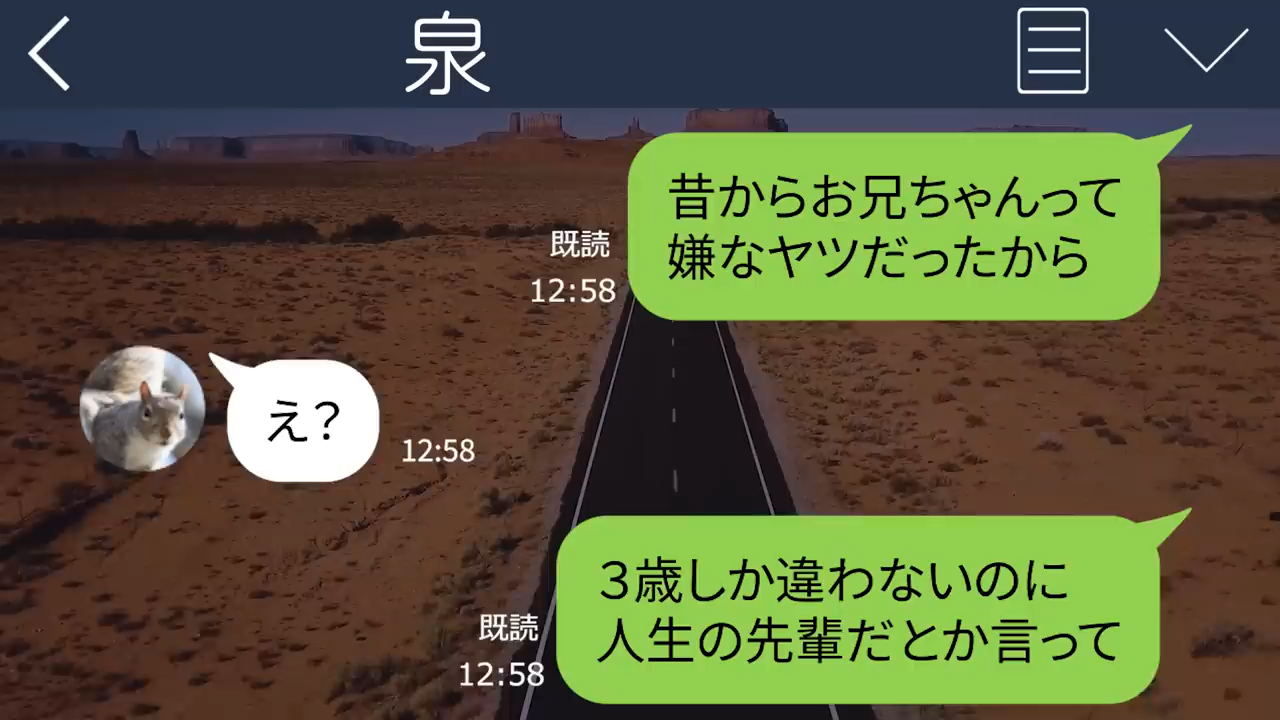 泉
昔からお兄ちゃんって
嫌なヤツだったから
既読
12:58
え？
12:58
３歳しか違わないのに
人生の先輩だとか言って
既読
12:58